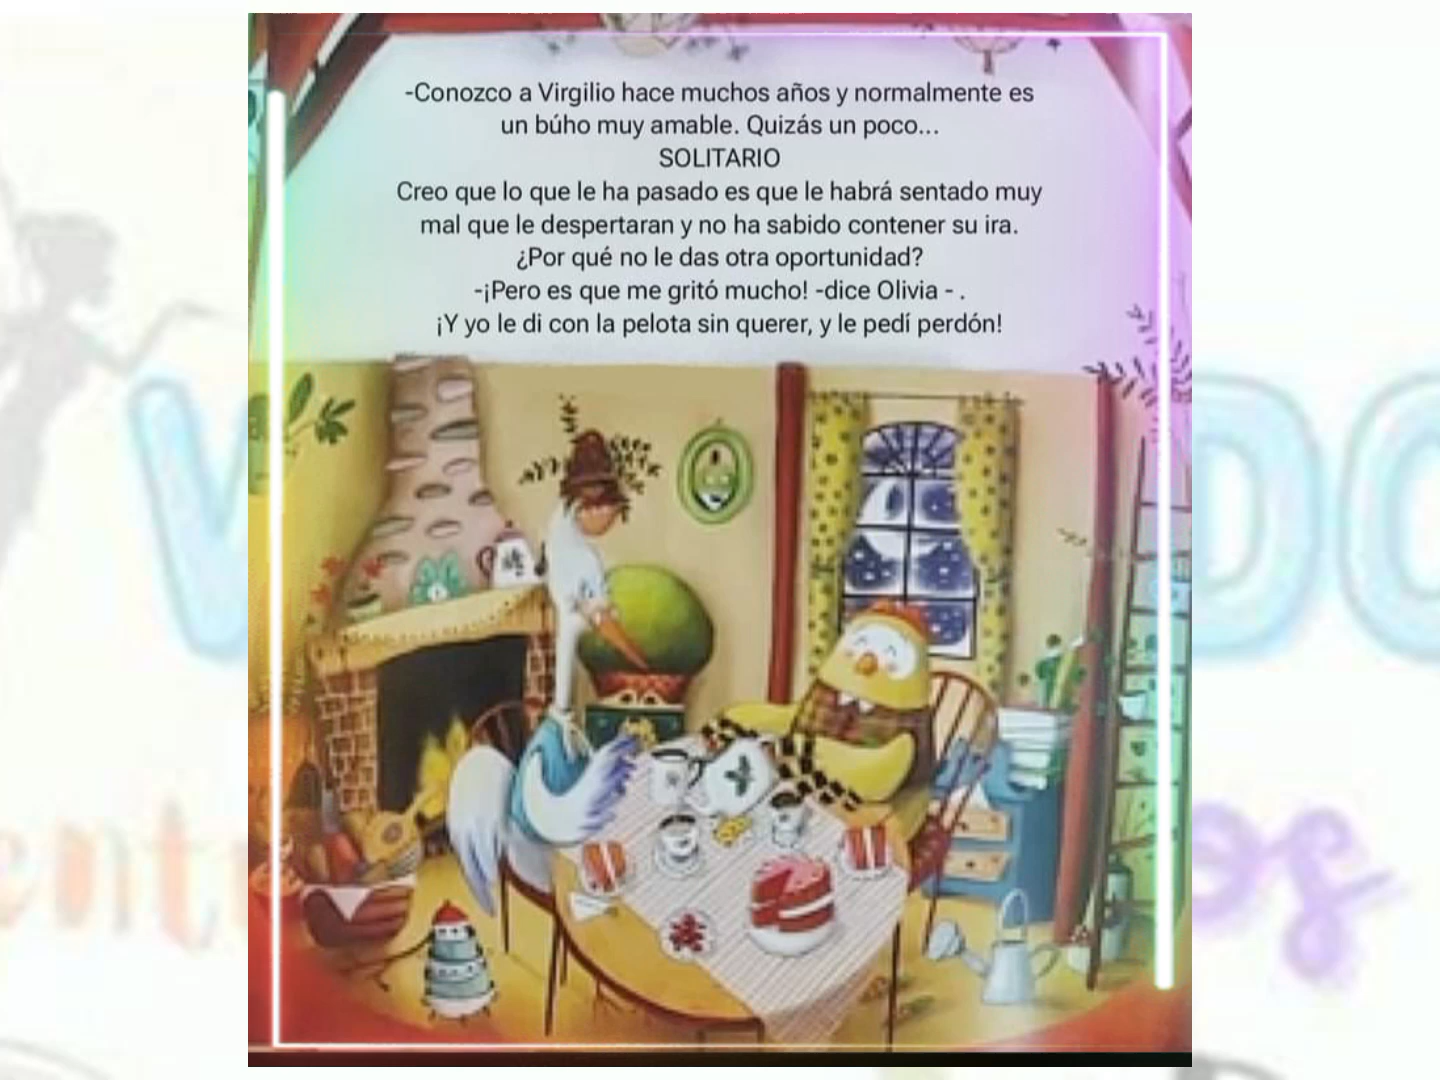 -Conozco a Virgilio hace muchos años y normalmente es
un búho muy amable. Quizás un poco...
SOLITARIO
Creo que lo que le ha pasado es que le habrá sentado muy
mal que le despertaran y no ha sabido contener su ira.
¿Por qué no le das otra oportunidad?
-¡Pero es que me gritó mucho! -dice Olivia - .
¡Y yo le di con la pelota sin querer, y le pedí perdón!